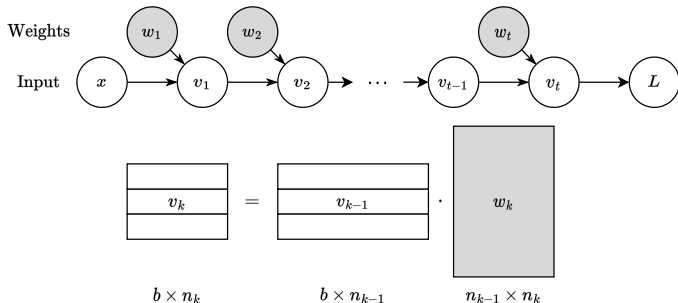 Weights w₁ w₂ wₜ
Input x v₁ v₂ ⋯ vₜ₋₁ vₜ L
vₖ = vₖ₋₁ · wₖ
b × nₖ b × nₖ₋₁ nₖ₋₁ × nₖ